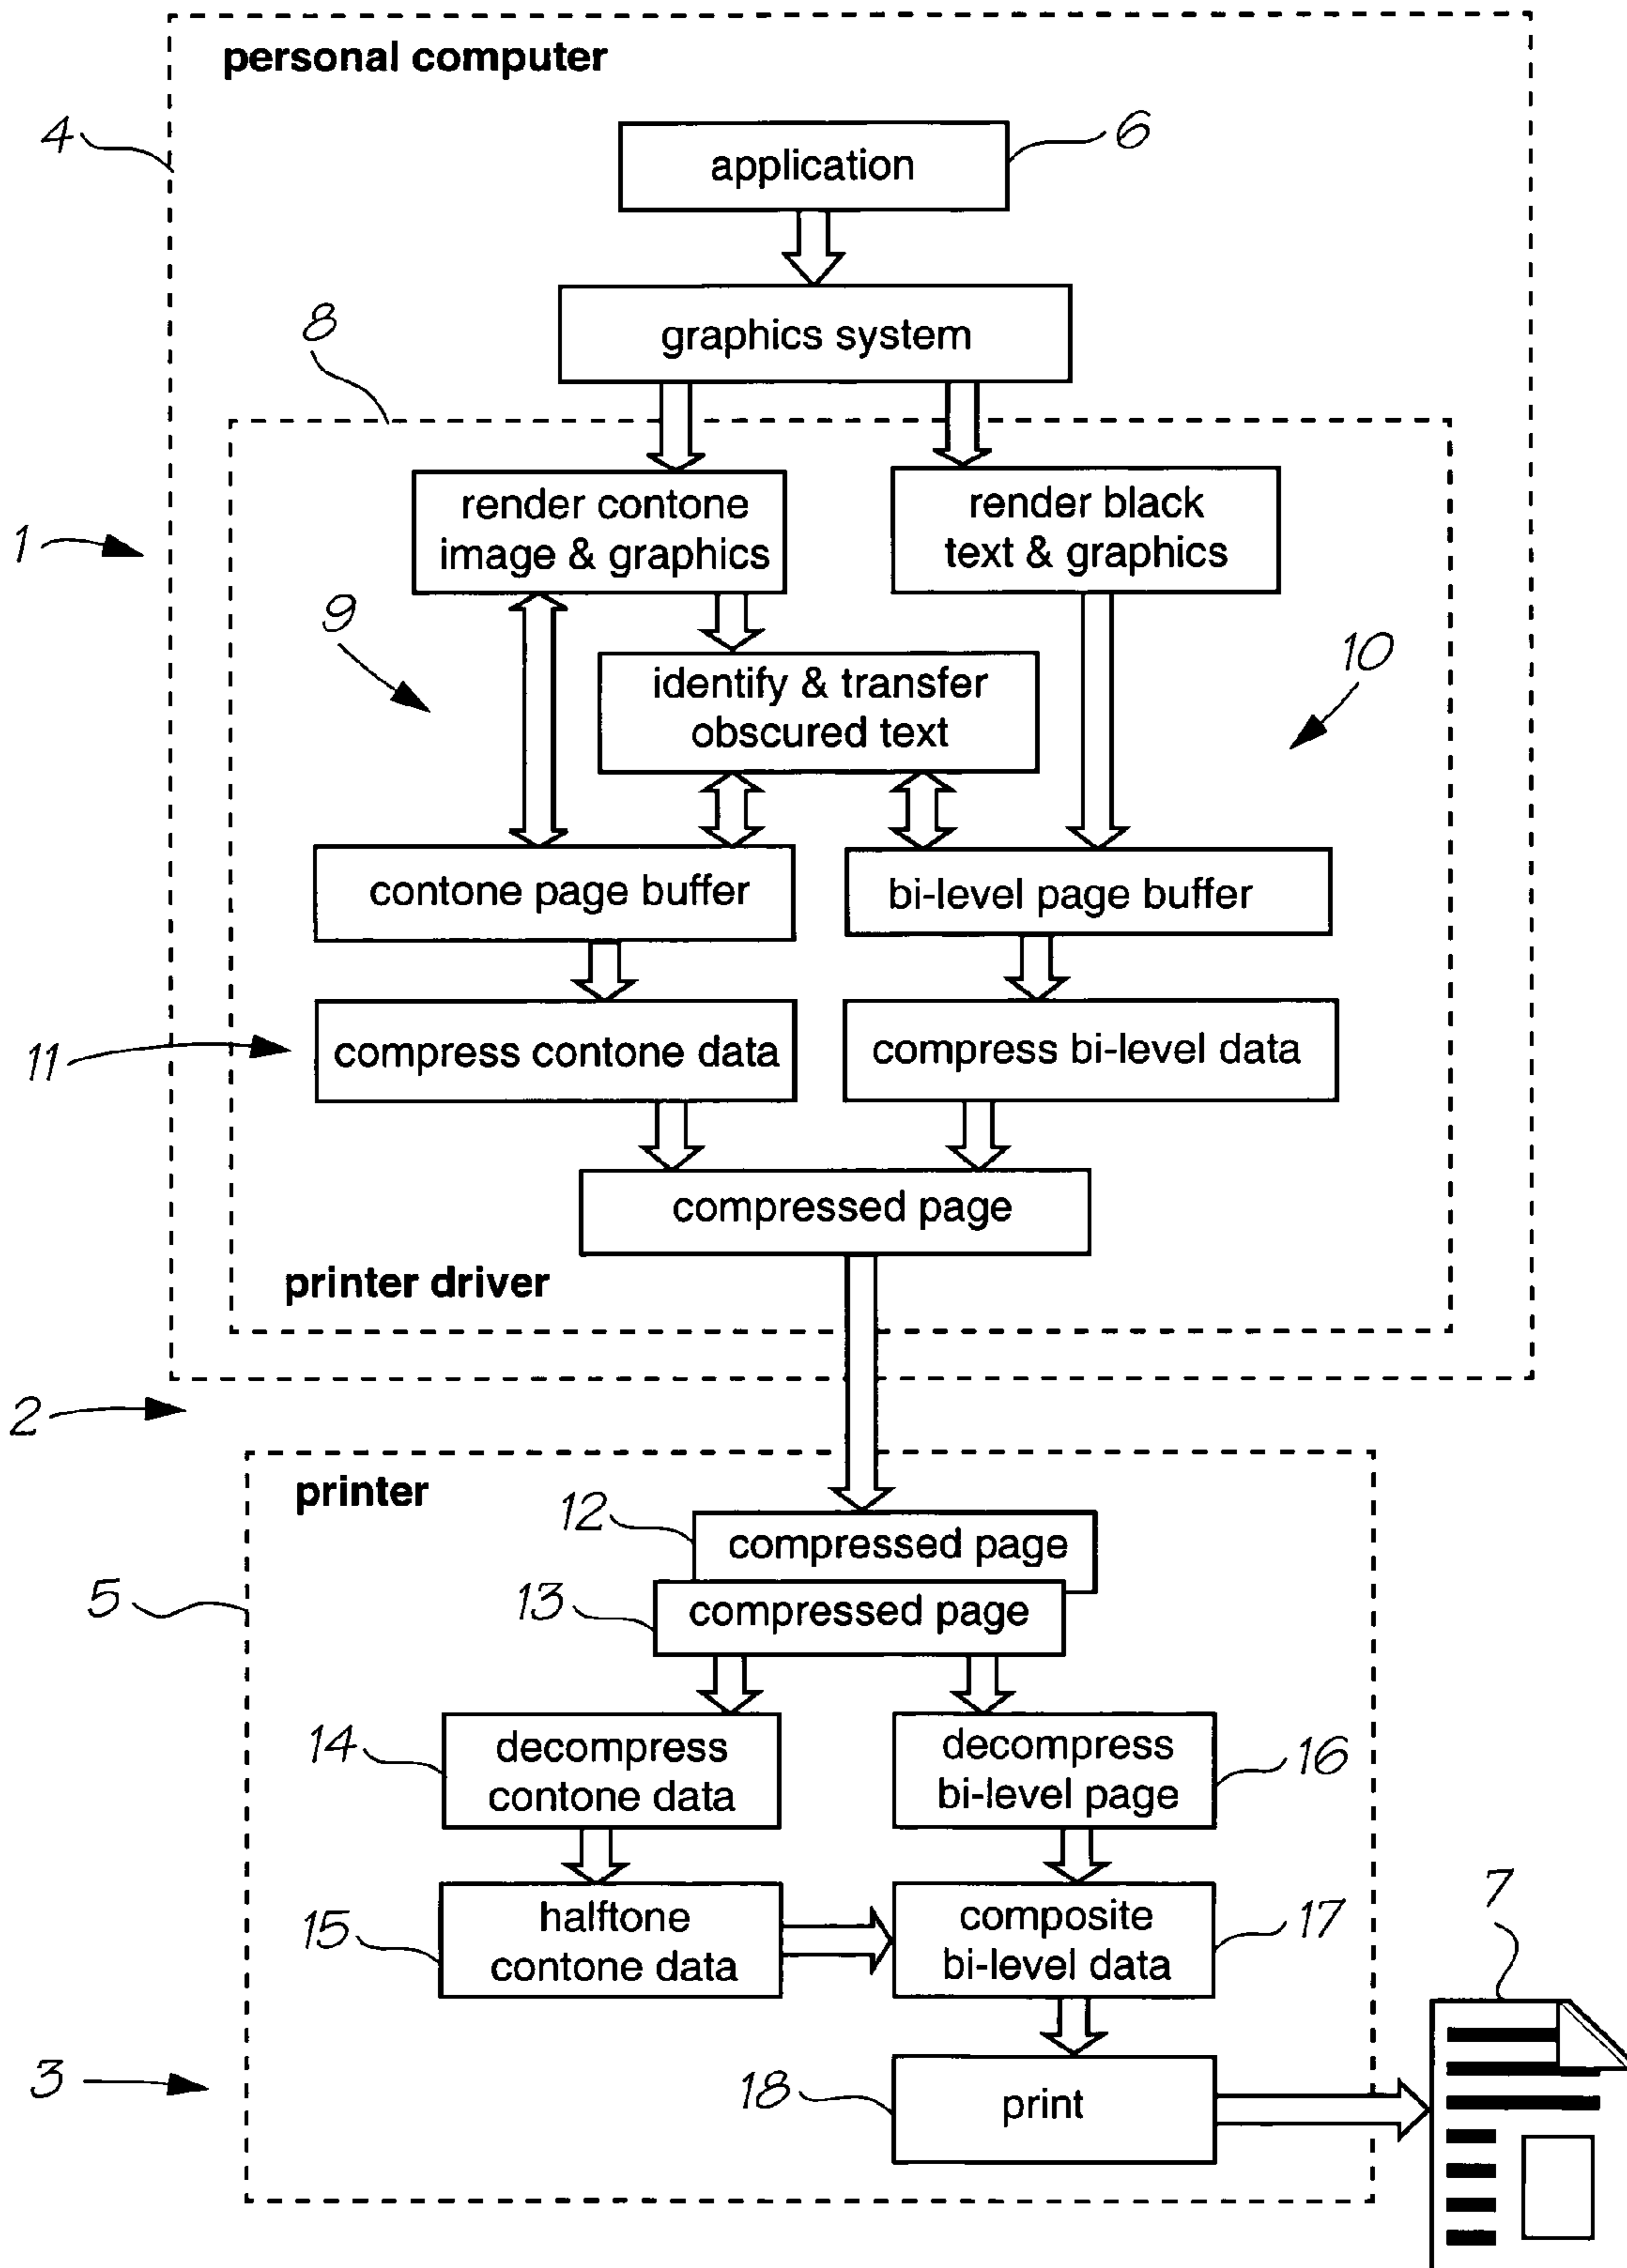 personal computer
4
application
6
graphics system
8
render contone
image & graphics
render black
text & graphics
1
9
identify & transfer
obscured text
10
contone page buffer
bi-level page buffer
11
compress contone data
compress bi-level data
compressed page
printer driver
2
printer
12
compressed page
5
13
compressed page
14
decompress
contone data
decompress
bi-level page
16
15
halftone
contone data
composite
bi-level data
17
7
3
18
print